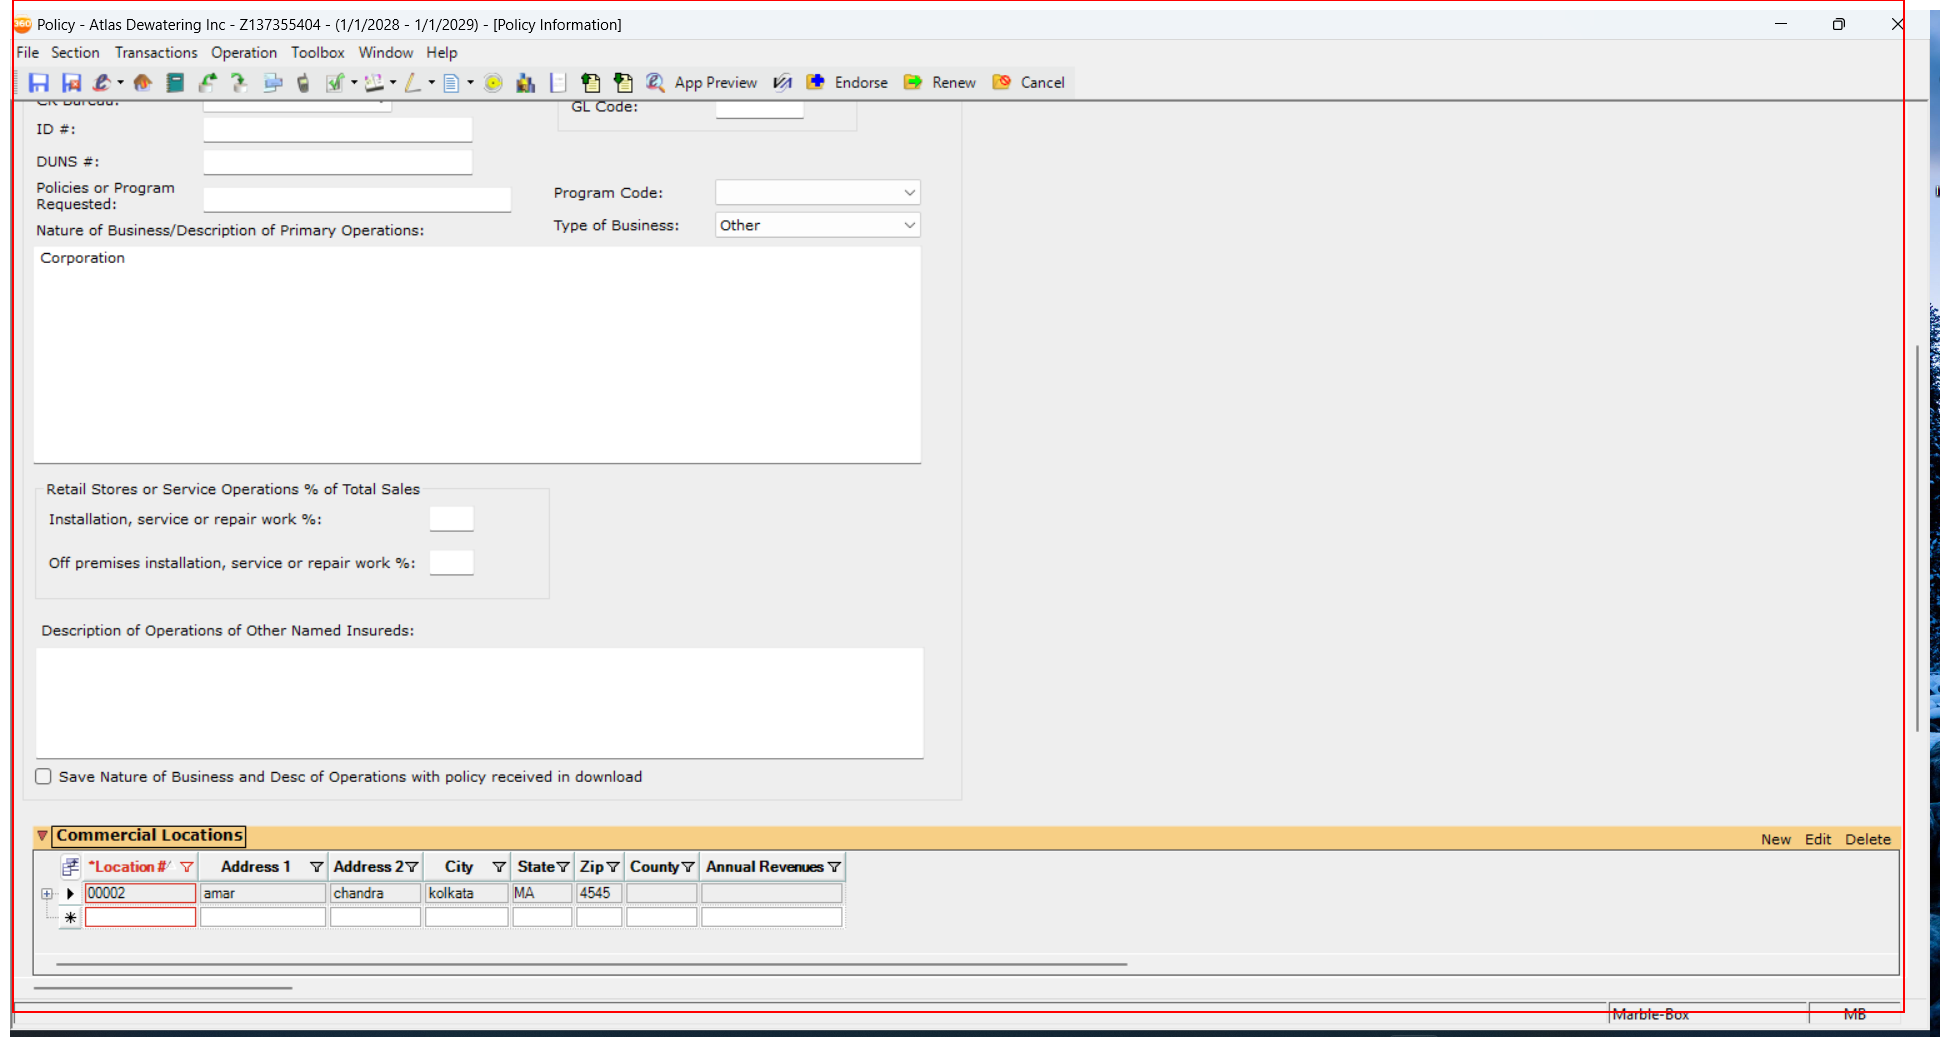 Policy - Atlas Dewatering Inc - Z137355404 - (1/1/2028 - 1/1/2029) - [Policy Information]
File Section Transactions Operation Toolbox Window Help
App Preview Endorse Renew Cancel
GL Code:
ID #:
DUNS #:
Policies or Program Requested:
Program Code:
Type of Business: Other
Nature of Business/Description of Primary Operations:
Corporation
Retail Stores or Service Operations % of Total Sales
Installation, service or repair work %:
Off premises installation, service or repair work %:
Description of Operations of Other Named Insureds:
Save Nature of Business and Desc of Operations with policy received in download
Commercial Locations New Edit Delete
*Location # Address 1 Address 2 City State Zip County Annual Revenues
00002 amar chandra kolkata MA 4545
Marble-Box MB